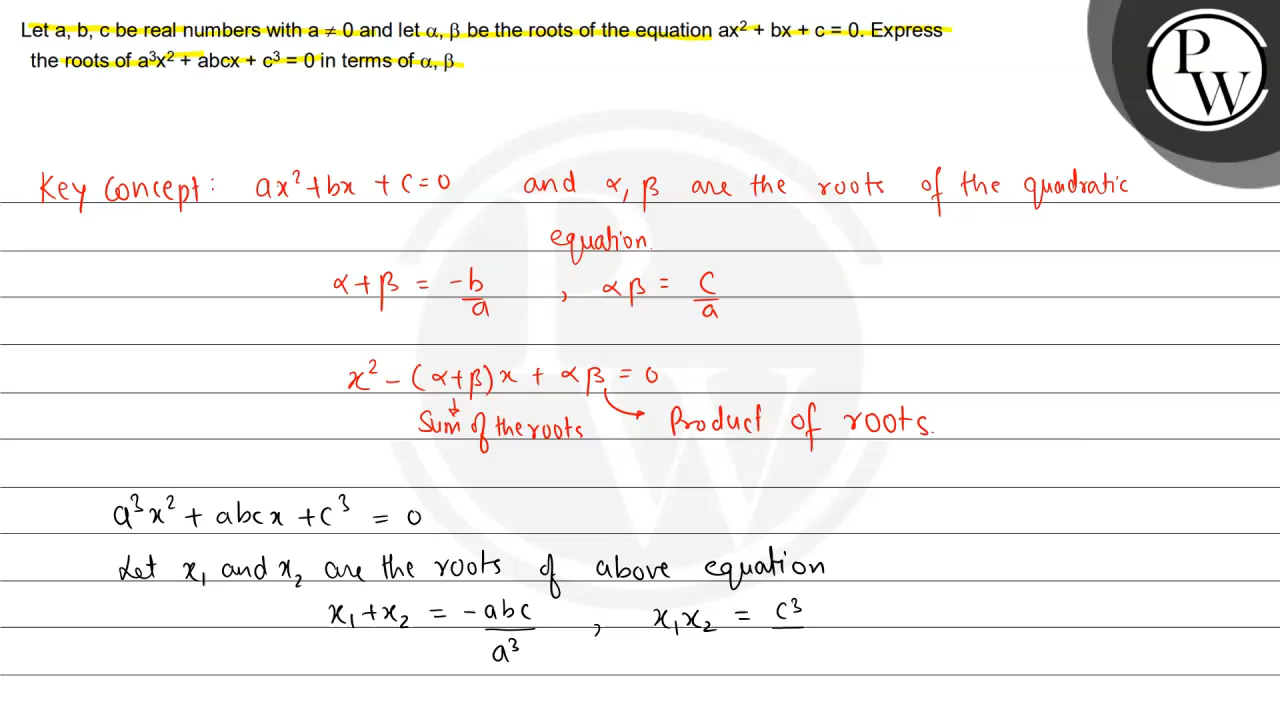 Let a, b, c be real numbers with a ≠ 0 and let α, β be the roots of the equation ax² + bx + c = 0. Express
the roots of a³x² + abcx + c³ = 0 in terms of α, β
PW
Key Concept: ax² + bx + c = 0 and α, β are the roots of the quadratic
equation.
α + β = -b/a , αβ = c/a
x² - (α+β)x + αβ = 0
Sum of the roots Product of roots.
a³x² + abcx + c³ = 0
Let x₁ and x₂ are the roots of above equation
x₁ + x₂ = -abc/a³ , x₁x₂ = c³/